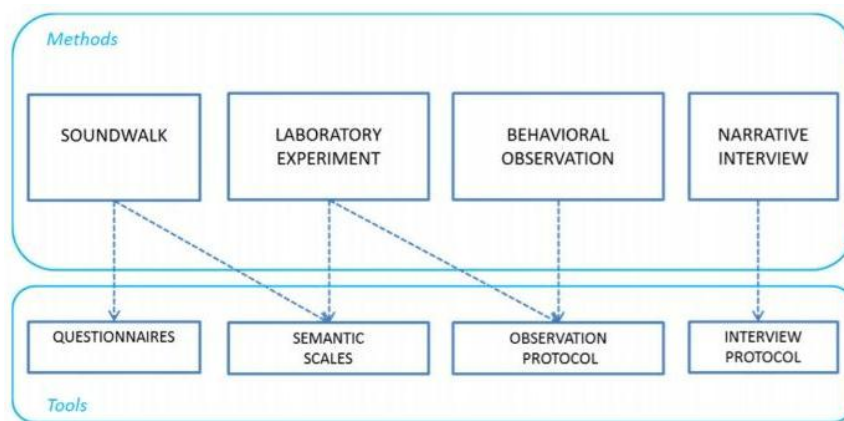 Methods
SOUNDWALK
LABORATORY
EXPERIMENT
BEHAVIORAL
OBSERVATION
NARRATIVE
INTERVIEW
QUESTIONNAIRES
SEMANTIC
SCALES
OBSERVATION
PROTOCOL
INTERVIEW
PROTOCOL
Tools